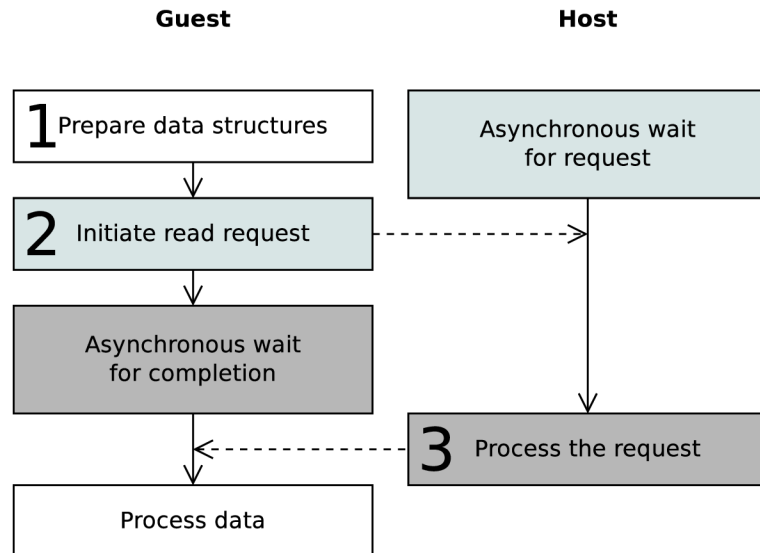 Guest
Host
1 Prepare data structures
Asynchronous wait
for request
2 Initiate read request
Asynchronous wait
for completion
3 Process the request
Process data